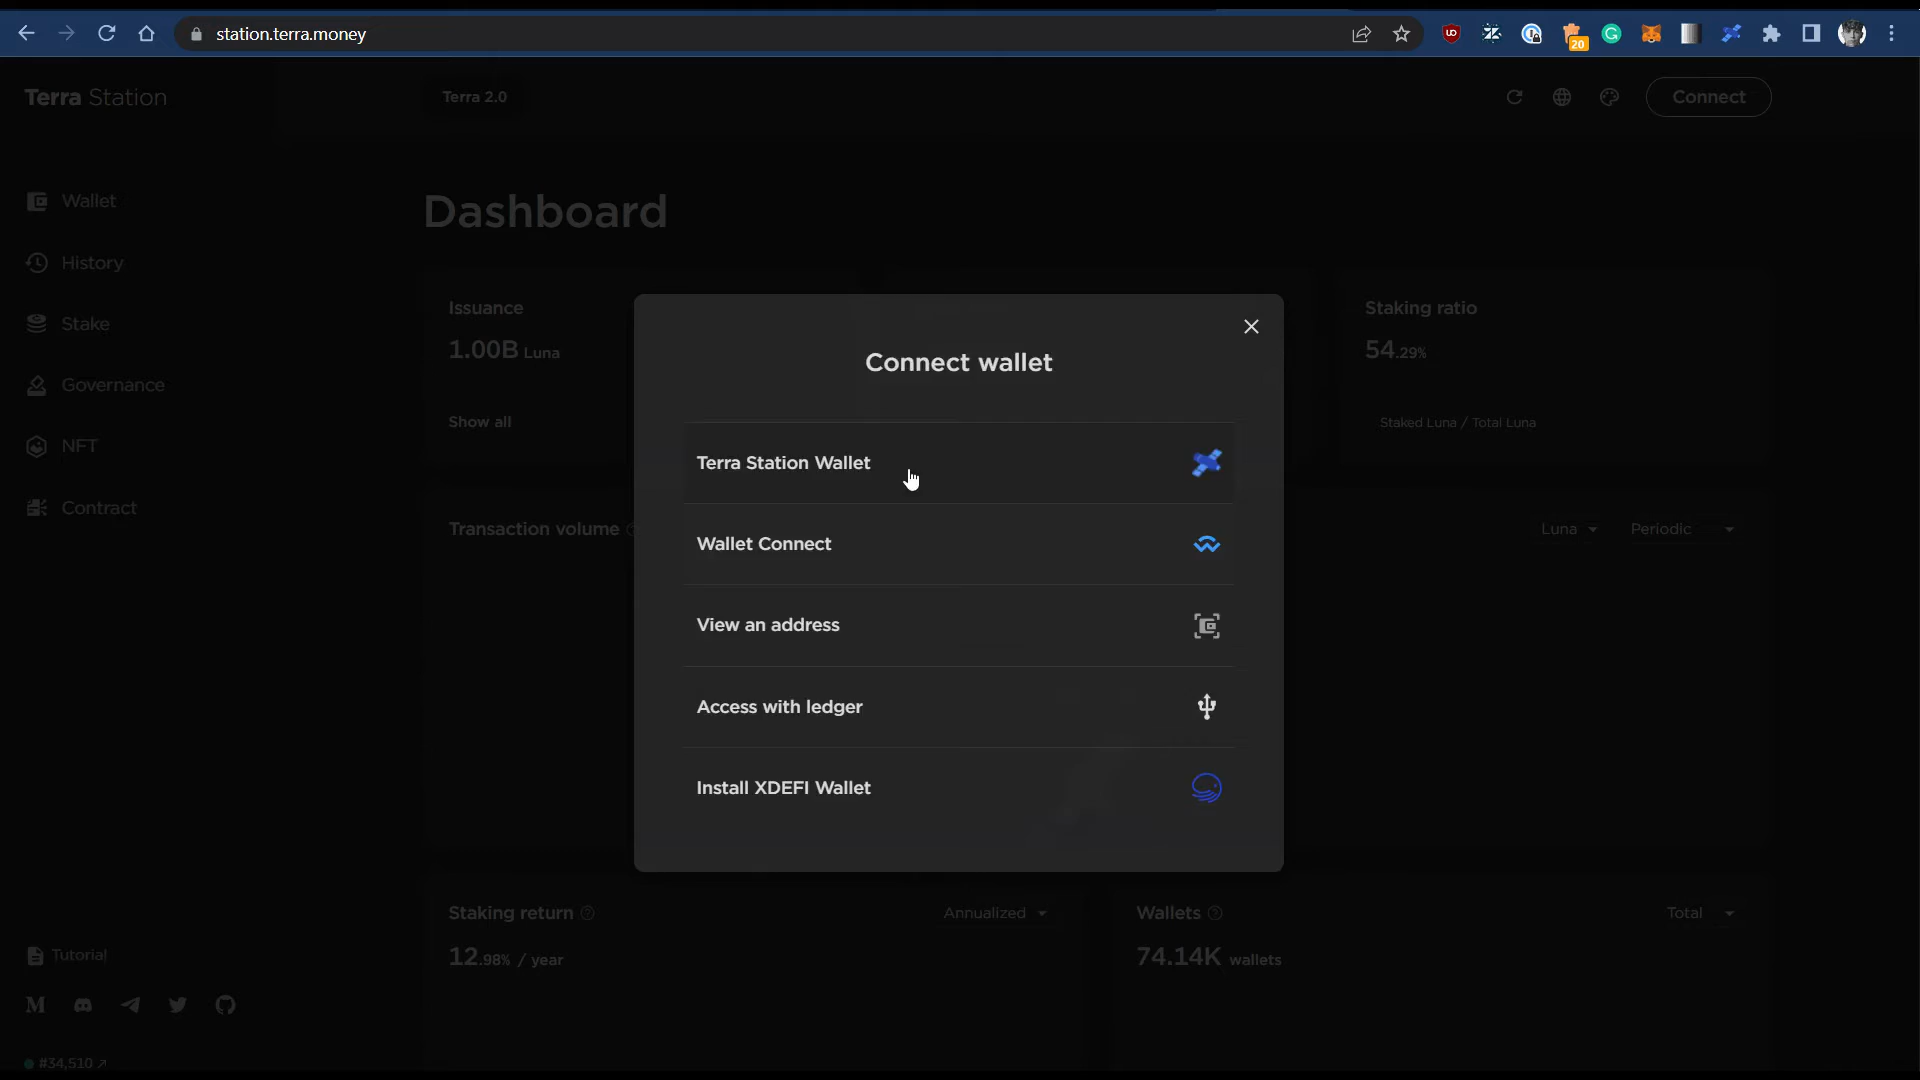 station.terra.money
20
Terra Station
Terra 2.0
Connect
Wallet
History
Stake
Governance
NFT
Contract
Dashboard
Issuance
1.00B Luna
Show all
Staking ratio
54.29%
Staked Luna / Total Luna
Transaction volume
Luna
Periodic
Connect wallet
Terra Station Wallet
Wallet Connect
View an address
Access with ledger
Install XDEFI Wallet
Staking return
Annualized
12.98% / year
Wallets
Total
74.14K wallets
Tutorial
#34,510